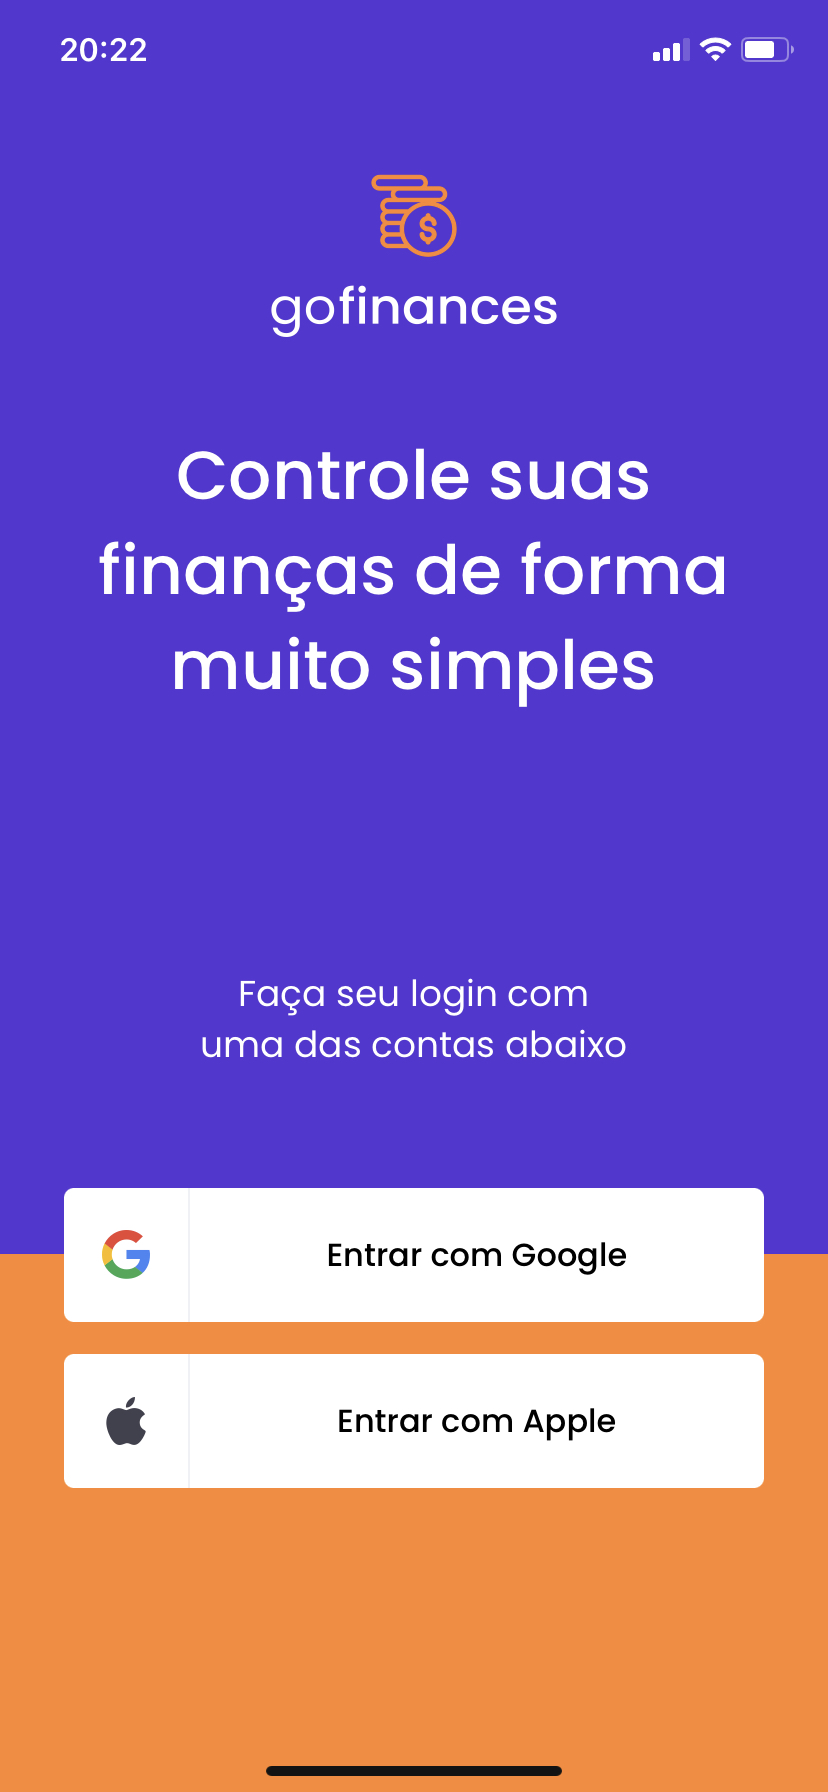 20:22
$
gofinances
Controle suas
finanças de forma
muito simples
Faça seu login com
uma das contas abaixo
Entrar com Google
Entrar com Apple